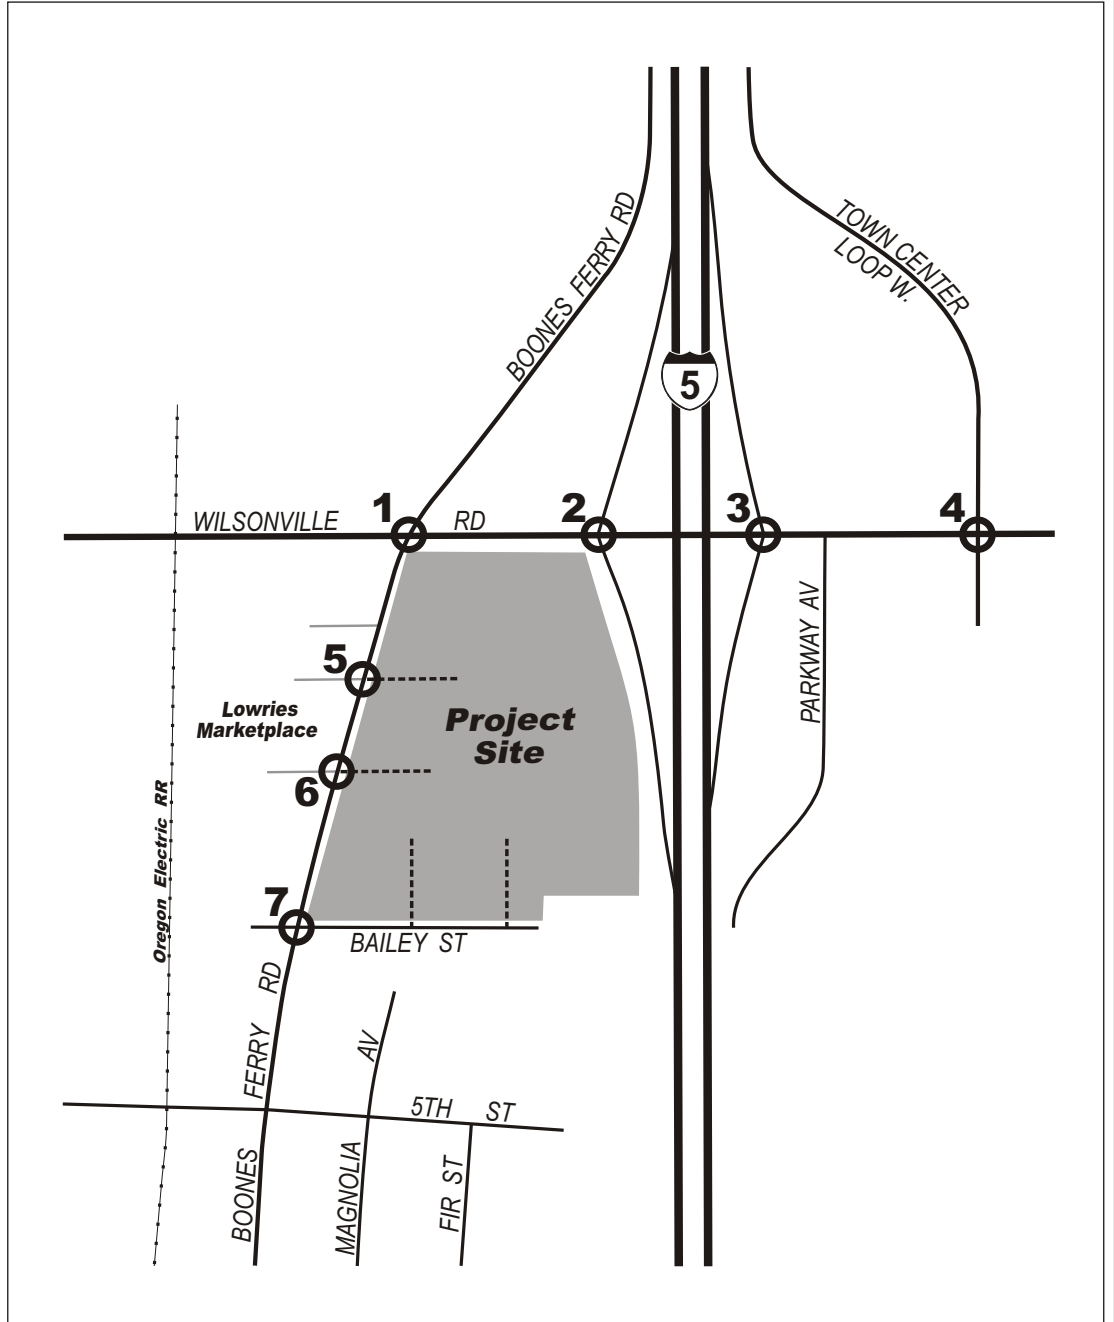 BOONES FERRY RD
TOWN CENTER
LOOP W.
5
WILSONVILLE RD
1
2
3
4
PARKWAY AV
5
Lowries
Marketplace
Project
Site
6
Oregon Electric RR
7
BAILEY ST
BOONES FERRY RD
MAGNOLIA AV
5TH ST
FIR ST